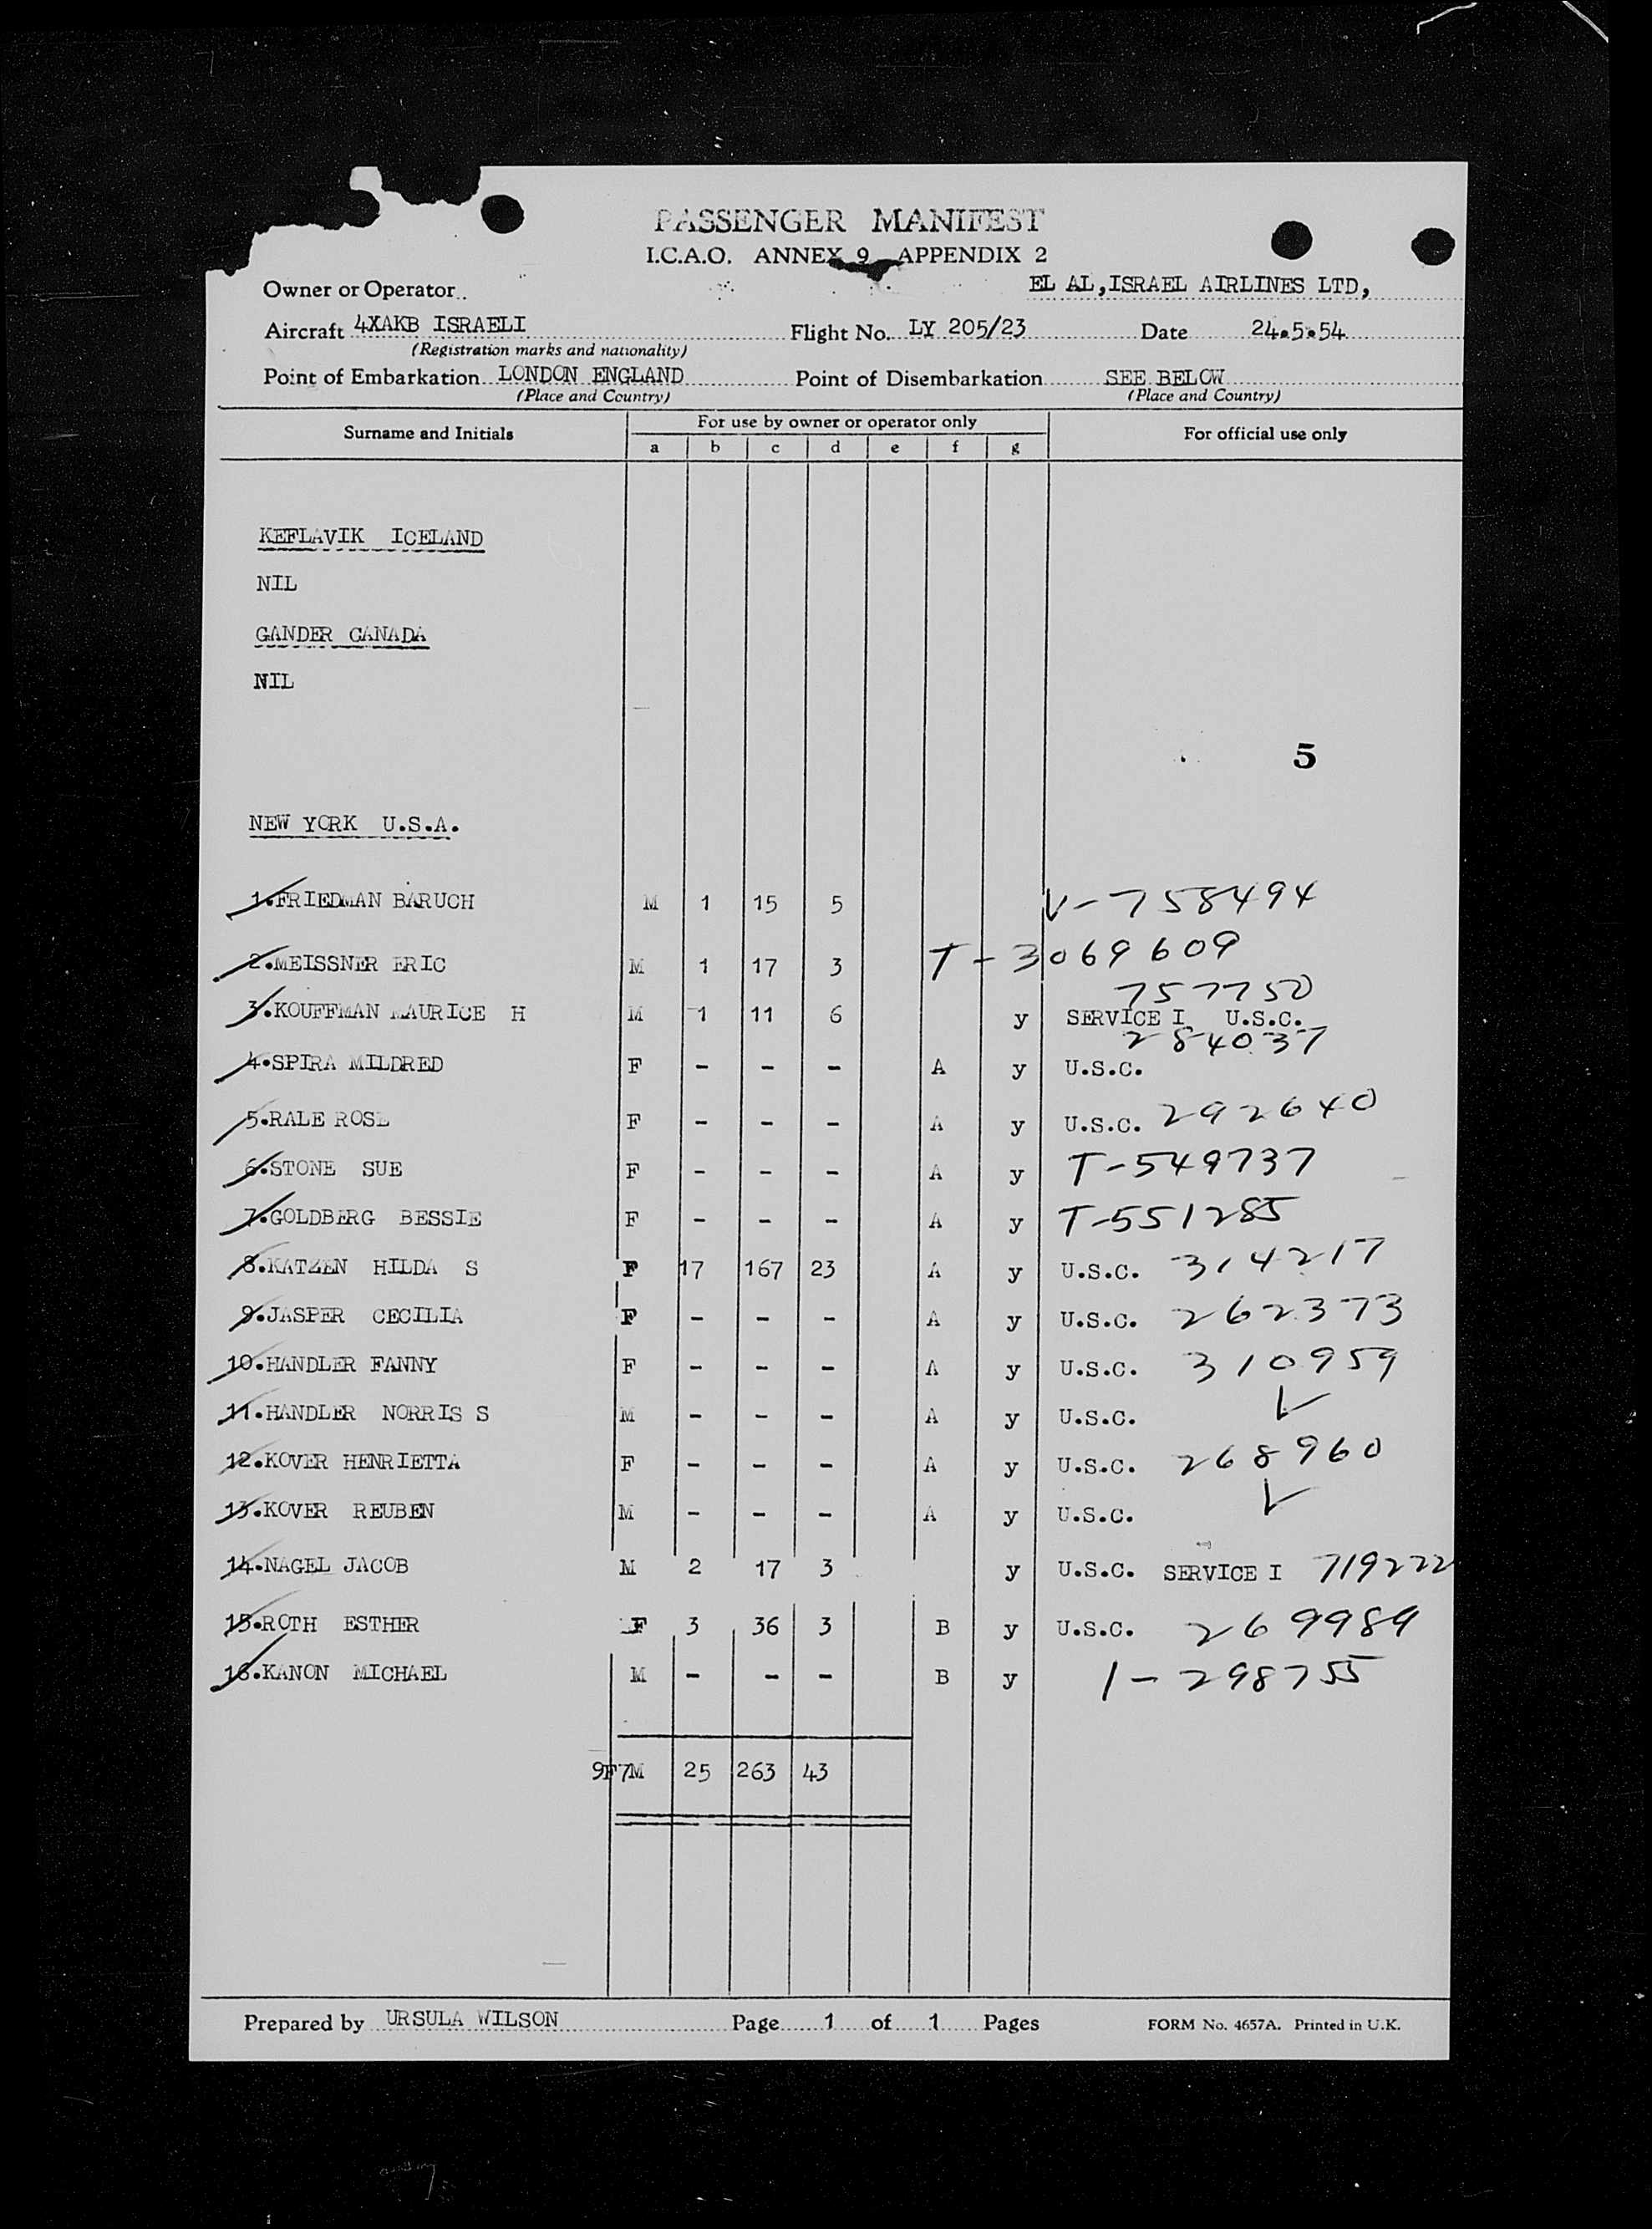 PASSENGER MANIFEST
I.C.A.O. ANNEX 9 APPENDIX 2
Owner or Operator EL AL, ISRAEL AIRLINES LTD,
Aircraft 4XAKB ISRAELI Flight No. LY 205/23 Date 24.5.54
(Registration marks and nationality)
Point of Embarkation LONDON ENGLAND Point of Disembarkation SEE BELOW
(Place and Country) (Place and Country)
Surname and Initials For use by owner or operator only For official use only
a b c d e f g
KEFLAVIK ICELAND
NIL
GANDER CANADA
NIL
5
NEW YORK U.S.A.
1.FRIEDMAN BARUCH M 1 15 5 V-758494
2.MEISSNER ERIC M 1 17 3 T-3069609
757750
3.KOUFFMAN MAURICE H M 1 11 6 y SERVICE I U.S.C.
284037
4.SPIRA MILDRED F - - - A y U.S.C.
5.RALE ROSE F - - - A y U.S.C. 292640
6.STONE SUE F - - - A y T-549737
7.GOLDBERG BESSIE F - - - A y T-551285
8.KATZEN HILDA S F 17 167 23 A y U.S.C. 314217
9.JASPER CECILIA F - - - A y U.S.C. 262373
10.HANDLER FANNY F - - - A y U.S.C. 310959
11.HANDLER NORRIS S M - - - A y U.S.C. ✓
12.KOVER HENRIETTA F - - - A y U.S.C. 268960
13.KOVER REUBEN M - - - A y U.S.C. ✓
14.NAGEL JACOB M 2 17 3 y U.S.C. SERVICE I 719222
15.ROTH ESTHER F 3 36 3 B y U.S.C. 269989
16.KANON MICHAEL M - - - B y 1-298755
9F7M 25 263 43
Prepared by URSULA WILSON Page 1 of 1 Pages FORM No. 4657A. Printed in U.K.